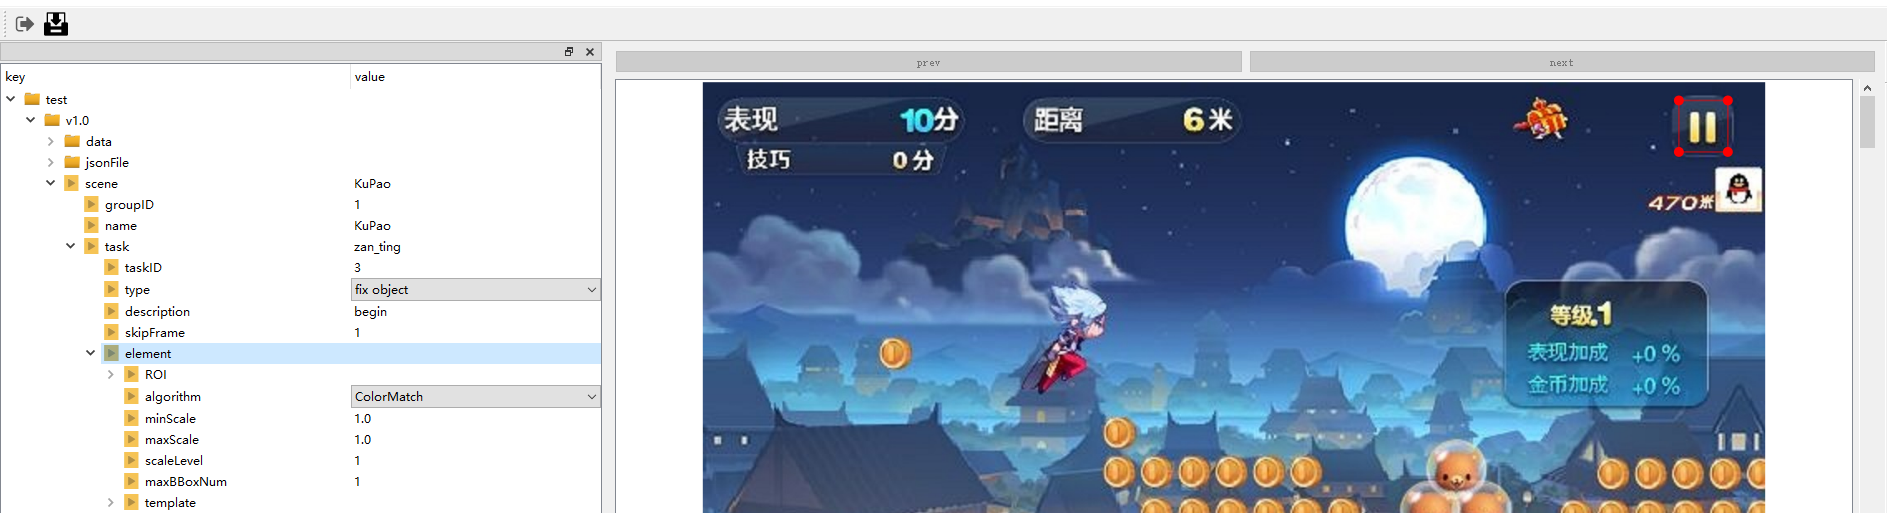 prev
next
key value
test
v1.0
data
jsonFile
scene KuPao
groupID 1
name KuPao
task zan_ting
taskID 3
type fix object
description begin
skipFrame 1
element
ROI
algorithm ColorMatch
minScale 1.0
maxScale 1.0
scaleLevel 1
maxBBoxNum 1
template
表现 10分
距离 6米
技巧 0分
470米
等级.1
表现加成 +0 %
金币加成 +0 %